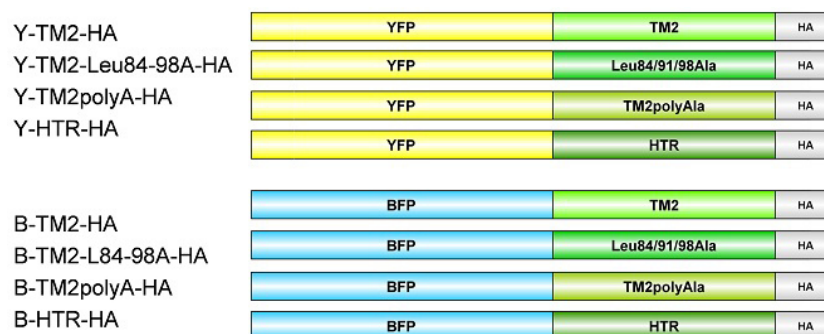 Y-TM2-HA YFP TM2 HA
Y-TM2-Leu84-98A-HA YFP Leu84/91/98Ala HA
Y-TM2polyA-HA YFP TM2polyAla HA
Y-HTR-HA YFP HTR HA
B-TM2-HA BFP TM2 HA
B-TM2-L84-98A-HA BFP Leu84/91/98Ala HA
B-TM2polyA-HA BFP TM2polyAla HA
B-HTR-HA BFP HTR HA